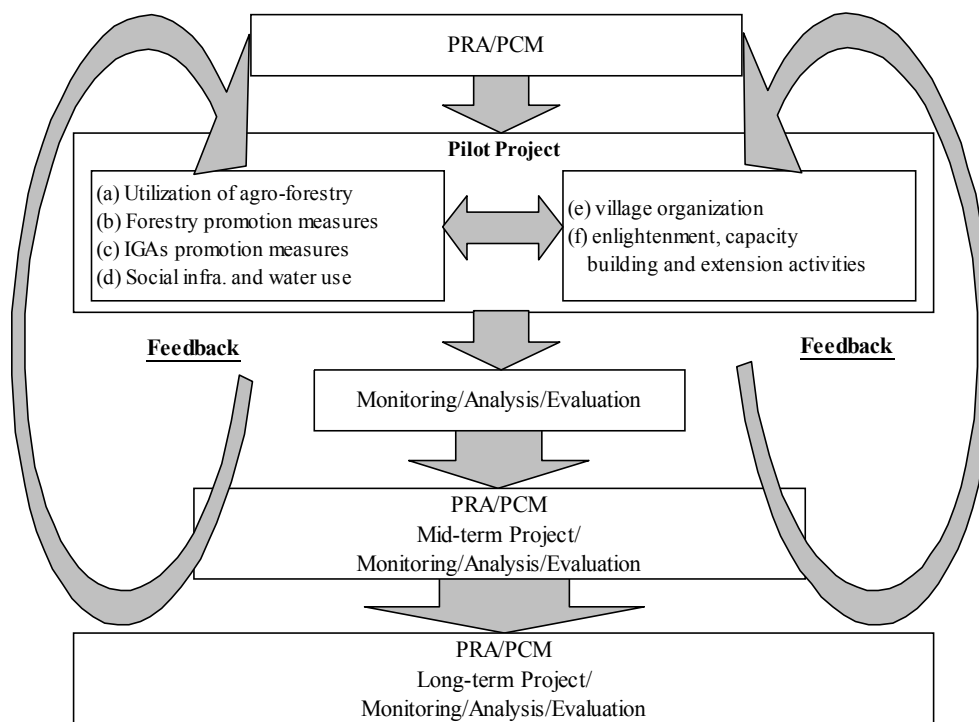 PRA/PCM
Pilot Project
(a) Utilization of agro-forestry
(b) Forestry promotion measures
(c) IGAs promotion measures
(d) Social infra. and water use
(e) village organization
(f) enlightenment, capacity
building and extension activities
Feedback
Feedback
Monitoring/Analysis/Evaluation
PRA/PCM
Mid-term Project/
Monitoring/Analysis/Evaluation
PRA/PCM
Long-term Project/
Monitoring/Analysis/Evaluation